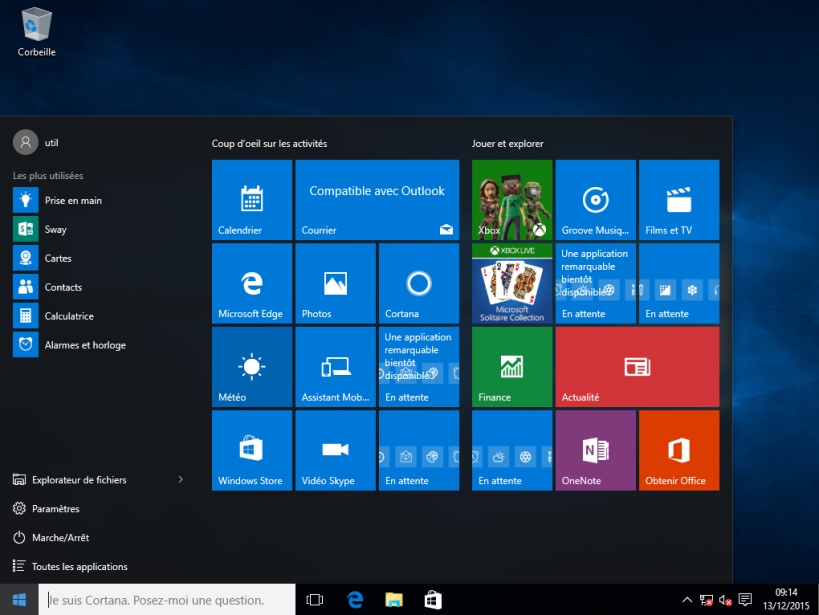 Corbeille
util
Les plus utilisées
Prise en main
Sway
Cartes
Contacts
Calculatrice
Alarmes et horloge
Explorateur de fichiers
Paramètres
Marche/Arrêt
Toutes les applications
Coup d'oeil sur les activités
Calendrier
Compatible avec Outlook
Courrier
Microsoft Edge
Photos
Cortana
Météo
Assistant Mob...
Une application
remarquable
bientôt
disponible
En attente
Windows Store
Vidéo Skype
En attente
Jouer et explorer
Xbox
Groove Musiq...
Films et TV
XBOX LIVE
Microsoft
Solitaire Collection
Une application
remarquable
bientôt
disponible
En attente
En attente
Finance
Actualité
En attente
OneNote
Obtenir Office
Je suis Cortana. Posez-moi une question.
09:14
13/12/2015